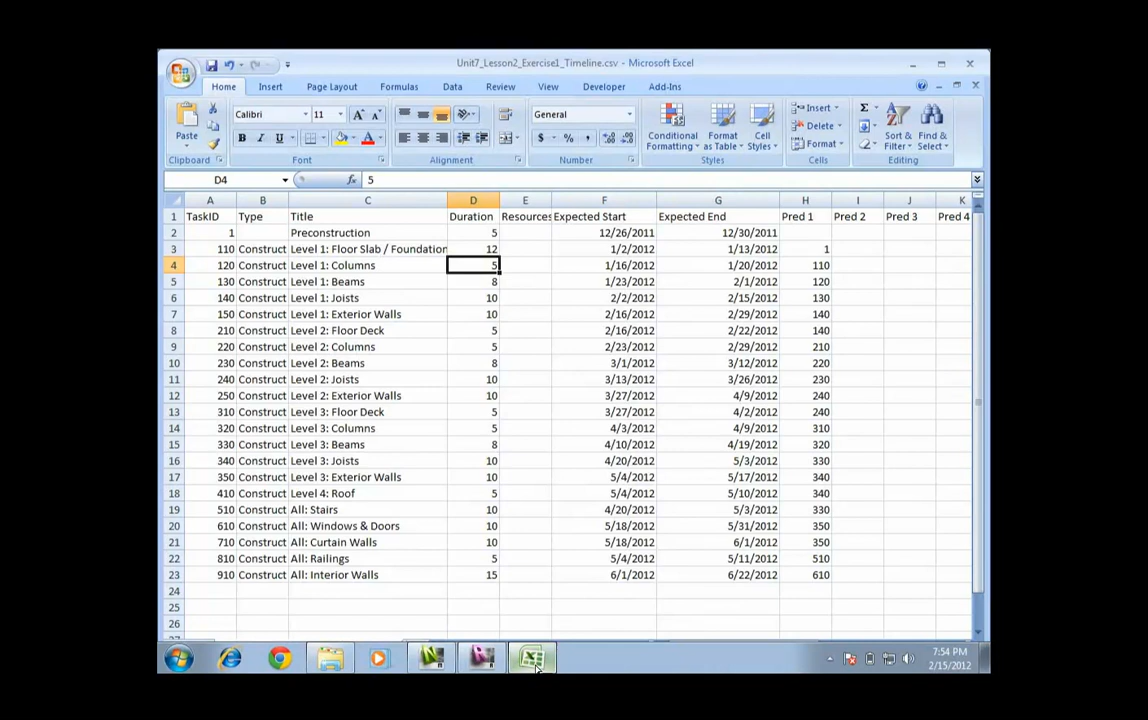 Unit7_Lesson2_Exercise1_Timeline.csv - Microsoft Excel
Home Insert Page Layout Formulas Data Review View Developer Add-Ins
Calibri 11 General Insert Σ
Paste B I U $ % , Conditional Formatting Format as Table Cell Styles Delete Format Sort & Filter Find & Select
Clipboard Font Alignment Number Styles Cells Editing
D4 fx 5
A B C D E F G H I J K
1 TaskID Type Title Duration Resources Expected Start Expected End Pred 1 Pred 2 Pred 3 Pred 4
2 1 Preconstruction 5 12/26/2011 12/30/2011
3 110 Construct Level 1: Floor Slab / Foundation 12 1/2/2012 1/13/2012 1
4 120 Construct Level 1: Columns 5 1/16/2012 1/20/2012 110
5 130 Construct Level 1: Beams 8 1/23/2012 2/1/2012 120
6 140 Construct Level 1: Joists 10 2/2/2012 2/15/2012 130
7 150 Construct Level 1: Exterior Walls 10 2/16/2012 2/29/2012 140
8 210 Construct Level 2: Floor Deck 5 2/16/2012 2/22/2012 140
9 220 Construct Level 2: Columns 5 2/23/2012 2/29/2012 210
10 230 Construct Level 2: Beams 8 3/1/2012 3/12/2012 220
11 240 Construct Level 2: Joists 10 3/13/2012 3/26/2012 230
12 250 Construct Level 2: Exterior Walls 10 3/27/2012 4/9/2012 240
13 310 Construct Level 3: Floor Deck 5 3/27/2012 4/2/2012 240
14 320 Construct Level 3: Columns 5 4/3/2012 4/9/2012 310
15 330 Construct Level 3: Beams 8 4/10/2012 4/19/2012 320
16 340 Construct Level 3: Joists 10 4/20/2012 5/3/2012 330
17 350 Construct Level 3: Exterior Walls 10 5/4/2012 5/17/2012 340
18 410 Construct Level 4: Roof 5 5/4/2012 5/10/2012 340
19 510 Construct All: Stairs 10 4/20/2012 5/3/2012 330
20 610 Construct All: Windows & Doors 10 5/18/2012 5/31/2012 350
21 710 Construct All: Curtain Walls 10 5/18/2012 6/1/2012 350
22 810 Construct All: Railings 5 5/4/2012 5/11/2012 510
23 910 Construct All: Interior Walls 15 6/1/2012 6/22/2012 610
24
25
26
7:54 PM
2/15/2012